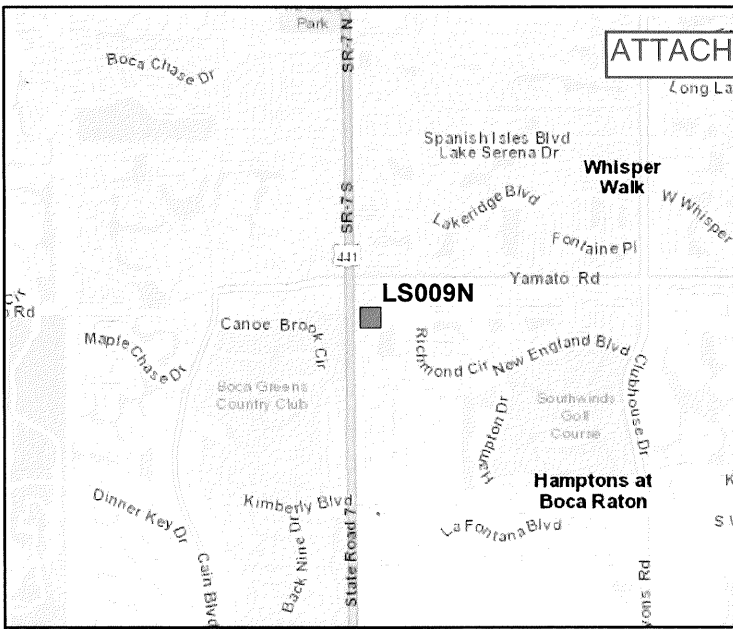 Park
SR-7 N
Boca Chase Dr
ATTACH
Long La
Spanish Isles Blvd
Lake Serena Dr
Whisper
Walk
SR-7 S
Lakeridge Blvd
W Whisper
Fontaine Pl
441
Yamato Rd
LS009N
Rd
Canoe Brook Cir
Maple Chase Dr
Richmond Cir
New England Blvd
Clubhouse Dr
Boca Greens
Country Club
Hampton Dr
Southwinds
Golf
Course
Hamptons at
Boca Raton
K
Dinner Key Dr
Kimberly Blvd
Back Nine Dr
State Road 7
La Fontana Blvd
S
Cain Blvd
yons Rd